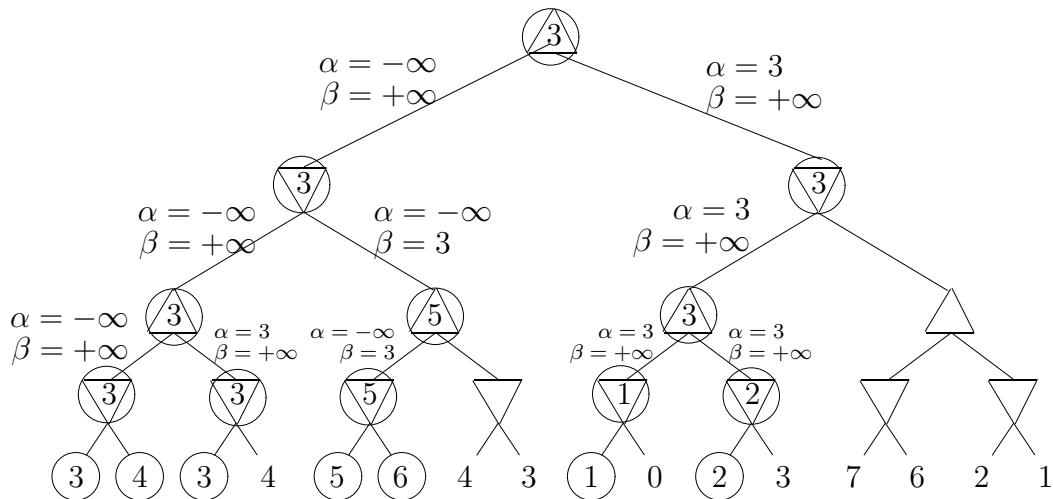 3
α = −∞
β = +∞
α = 3
β = +∞
3
3
α = −∞
β = +∞
α = −∞
β = 3
α = 3
β = +∞
3
5
3
α = −∞
β = +∞
α = 3
β = +∞
α = −∞
β = 3
α = 3
β = +∞
α = 3
β = +∞
3
3
5
1
2
3 4 3 4 5 6 4 3 1 0 2 3 7 6 2 1